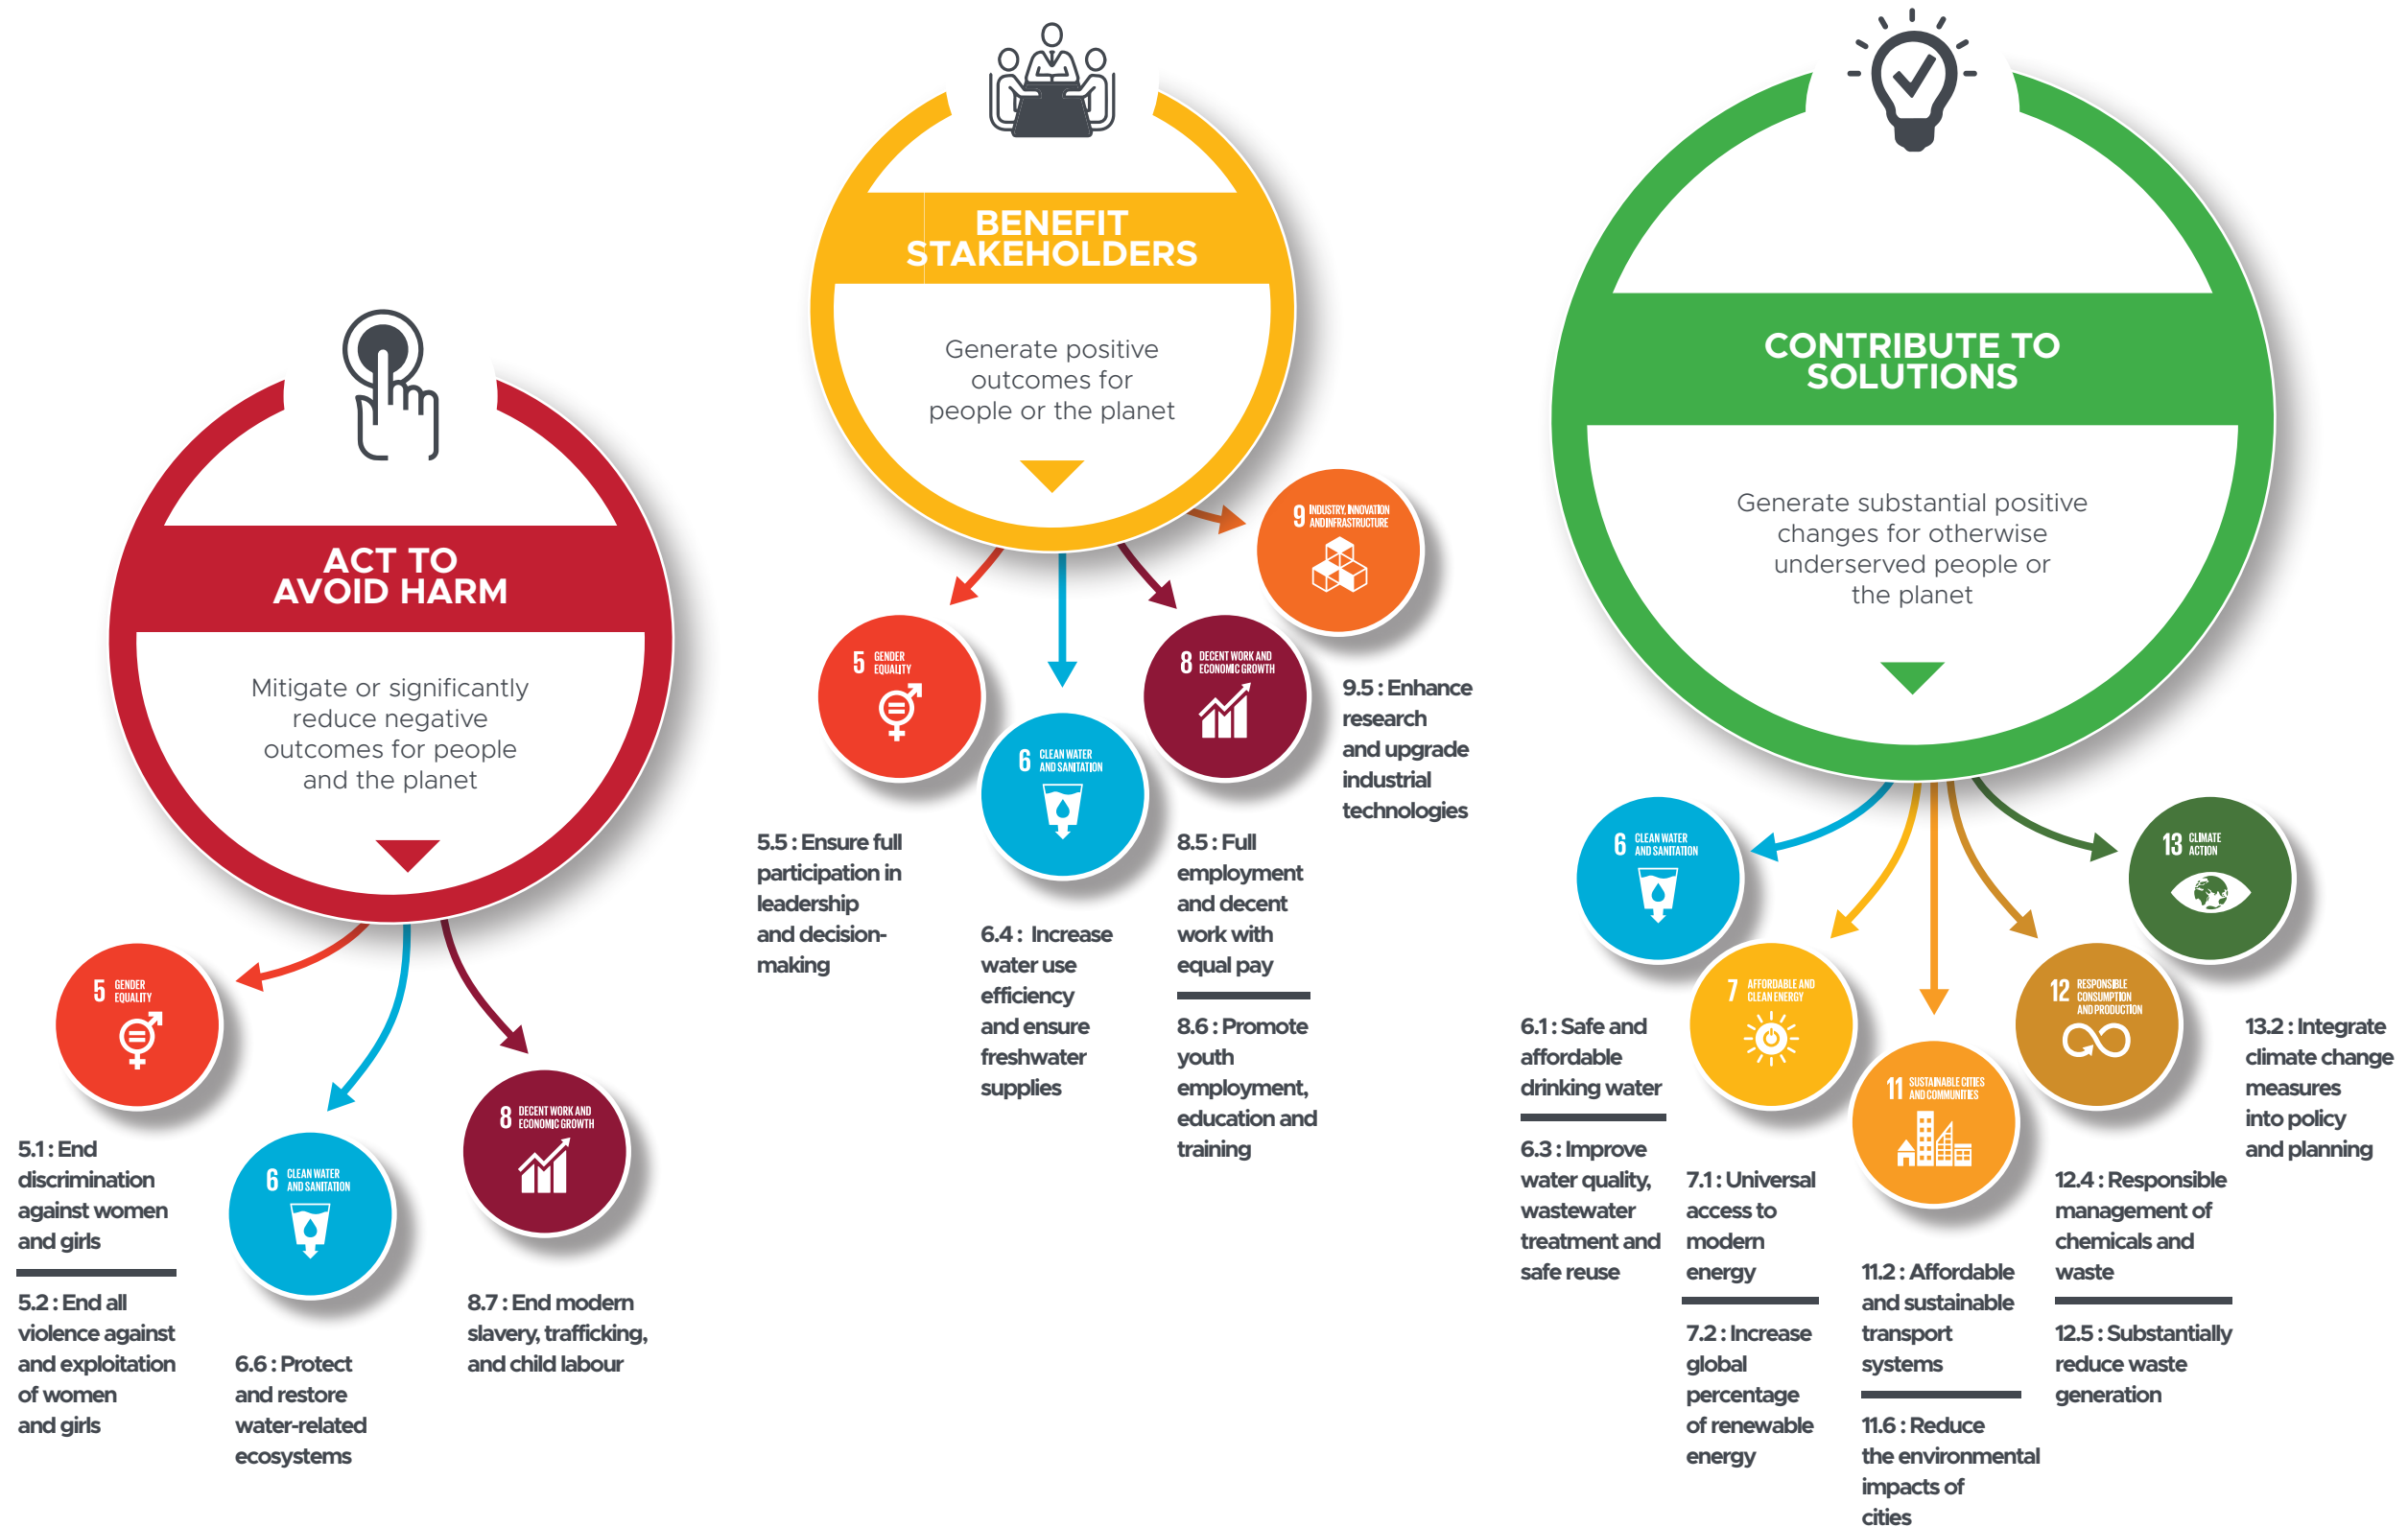 ACT TO
AVOID HARM
Mitigate or significantly
reduce negative
outcomes for people
and the planet
5 GENDER
EQUALITY
5.1 : End
discrimination
against women
and girls
5.2 : End all
violence against
and exploitation
of women
and girls
6 CLEAN WATER
AND SANITATION
6.6 : Protect
and restore
water-related
ecosystems
8 DECENT WORK AND
ECONOMIC GROWTH
8.7 : End modern
slavery, trafficking,
and child labour
BENEFIT
STAKEHOLDERS
Generate positive
outcomes for
people or the planet
5 GENDER
EQUALITY
5.5 : Ensure full
participation in
leadership
and decision-
making
6 CLEAN WATER
AND SANITATION
6.4 : Increase
water use
efficiency
and ensure
freshwater
supplies
8 DECENT WORK AND
ECONOMIC GROWTH
8.5 : Full
employment
and decent
work with
equal pay
8.6 : Promote
youth
employment,
education and
training
9 INDUSTRY, INNOVATION
AND INFRASTRUCTURE
9.5 : Enhance
research
and upgrade
industrial
technologies
CONTRIBUTE TO
SOLUTIONS
Generate substantial positive
changes for otherwise
underserved people or
the planet
6 CLEAN WATER
AND SANITATION
6.1 : Safe and
affordable
drinking water
6.3 : Improve
water quality,
wastewater
treatment and
safe reuse
7 AFFORDABLE AND
CLEAN ENERGY
7.1 : Universal
access to
modern
energy
7.2 : Increase
global
percentage
of renewable
energy
11 SUSTAINABLE CITIES
AND COMMUNITIES
11.2 : Affordable
and sustainable
transport
systems
11.6 : Reduce
the environmental
impacts of
cities
12 RESPONSIBLE
CONSUMPTION
AND PRODUCTION
12.4 : Responsible
management of
chemicals and
waste
12.5 : Substantially
reduce waste
generation
13 CLIMATE
ACTION
13.2 : Integrate
climate change
measures
into policy
and planning